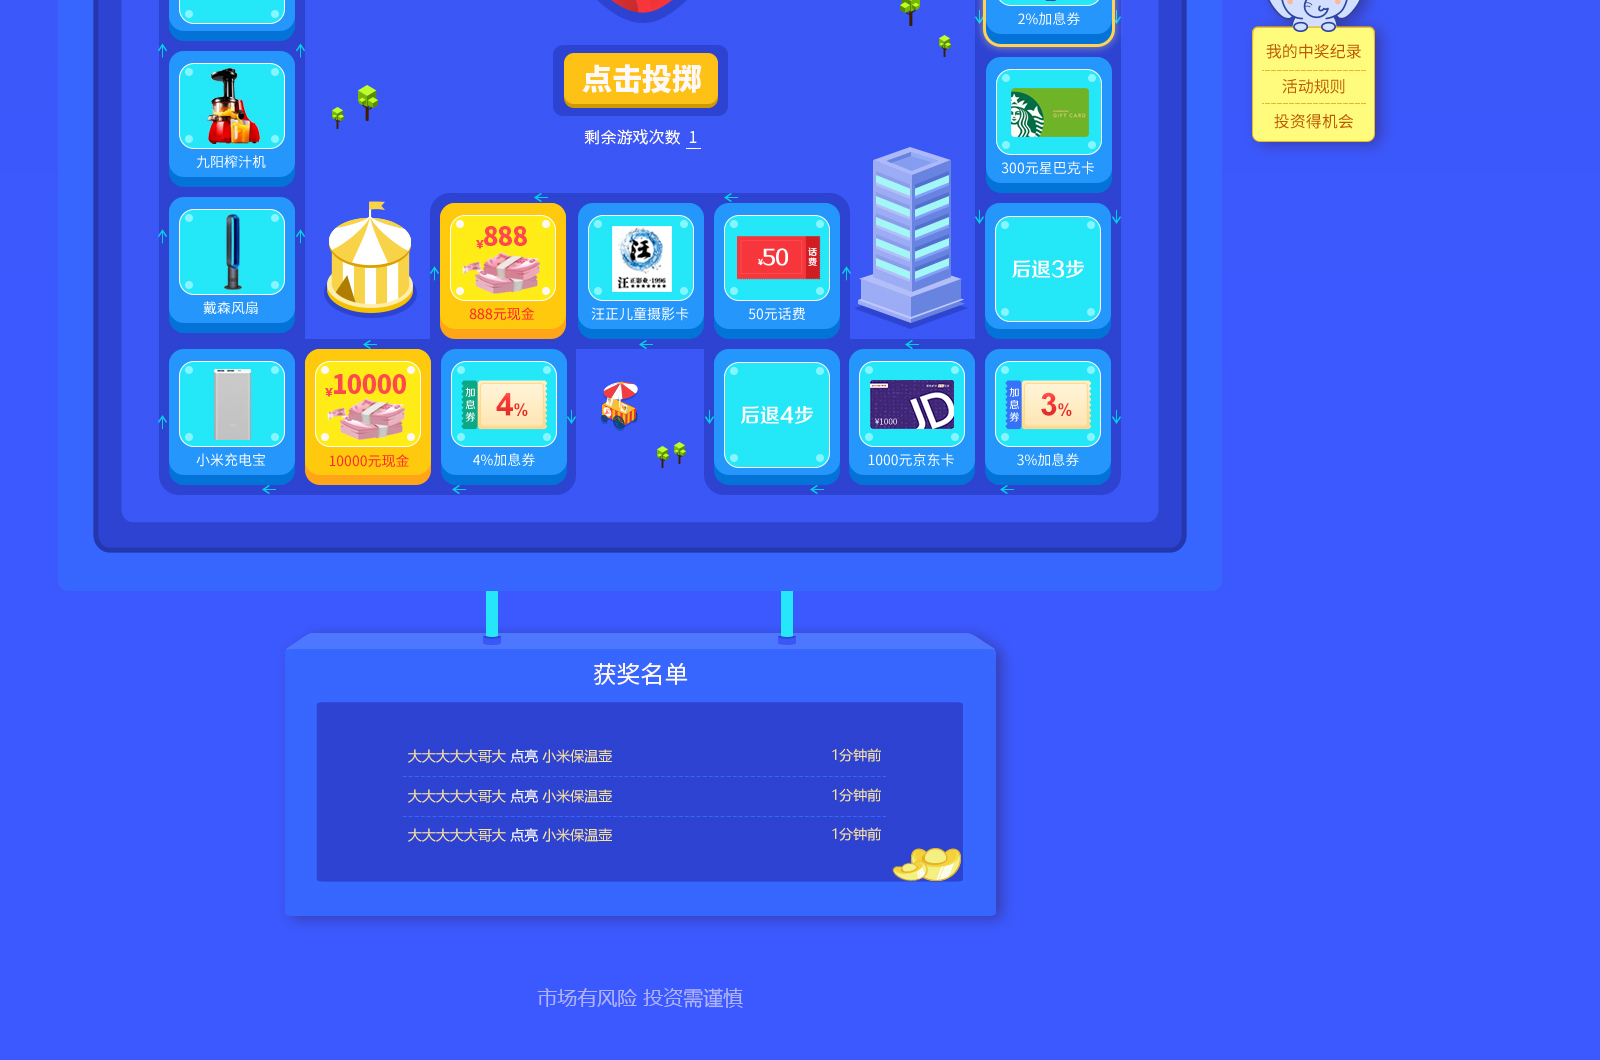 2%加息券
我的中奖纪录
活动规则
投资得机会
点击投掷
剩余游戏次数 1
九阳榨汁机
GIFT CARD
300元星巴克卡
戴森风扇
¥888
888元现金
汪
汪正影业·1996
汪正儿童摄影卡
¥50
话费
50元话费
后退3步
小米充电宝
¥10000
10000元现金
加息券
4%
4%加息券
后退4步
JD
¥1000
1000元京东卡
加息券
3%
3%加息券
获奖名单
大大大大大哥大 点亮 小米保温壶 1分钟前
大大大大大哥大 点亮 小米保温壶 1分钟前
大大大大大哥大 点亮 小米保温壶 1分钟前
市场有风险 投资需谨慎